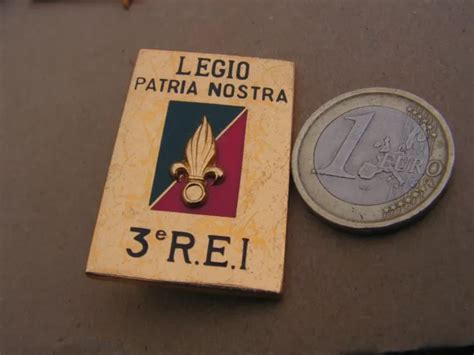 LEGIO
PATRIA NOSTRA
3e R.E.I
1 EURO